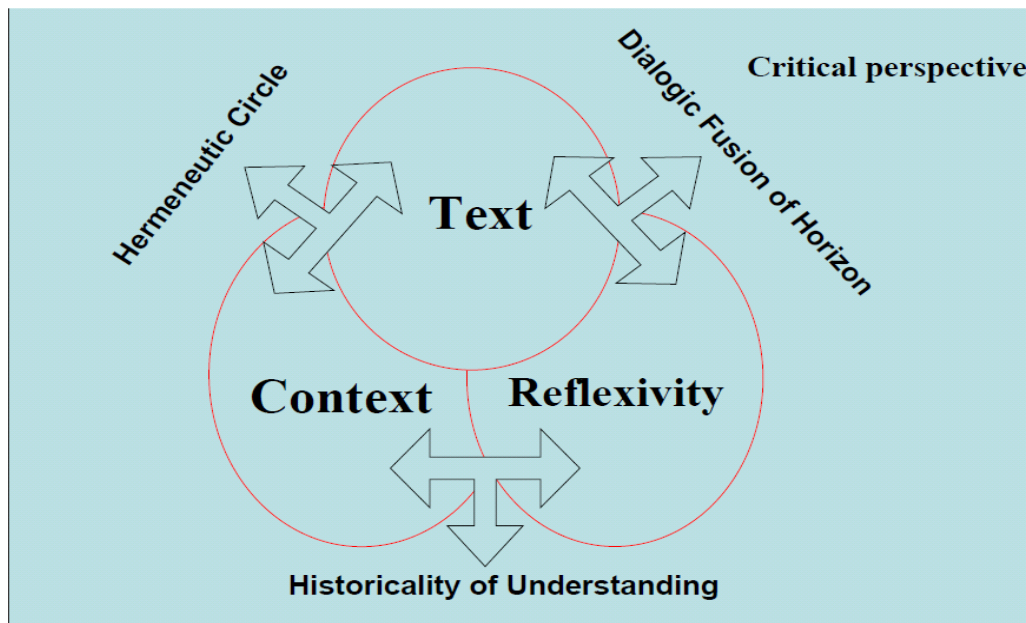 Critical perspective
Hermeneutic Circle
Dialogic Fusion of Horizon
Text
Context
Reflexivity
Historicality of Understanding